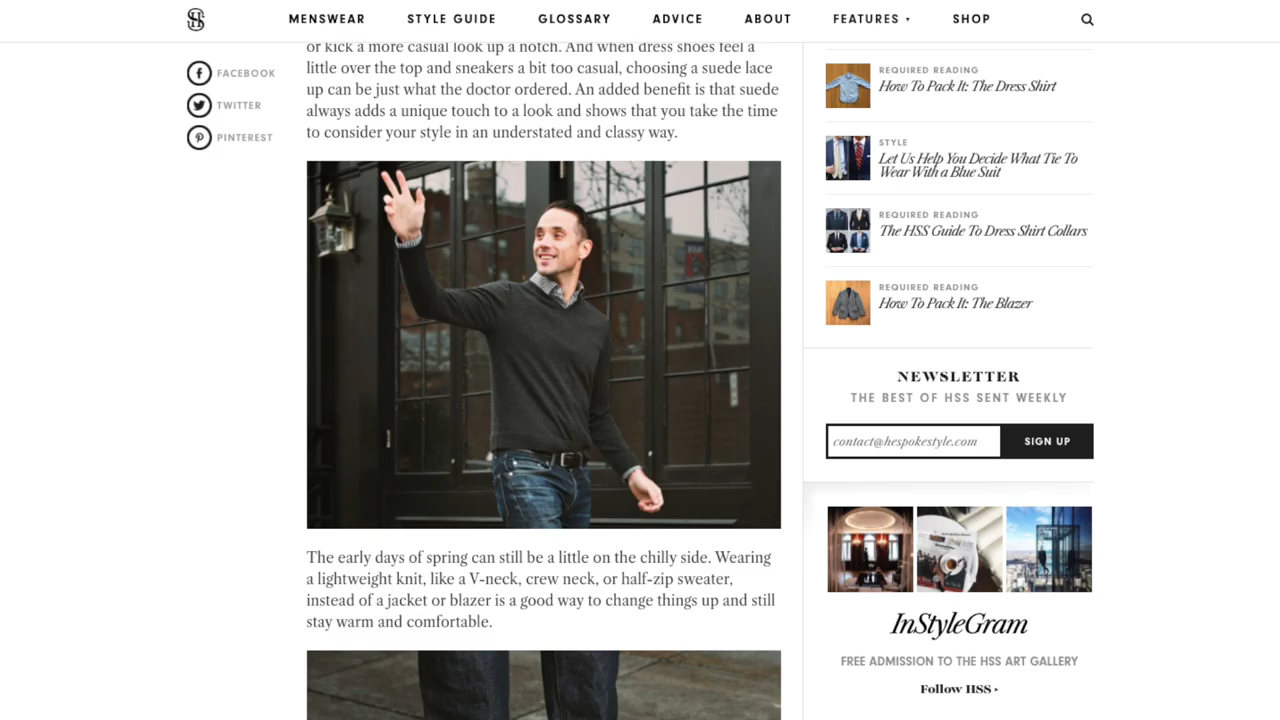 MENSWEAR STYLE GUIDE GLOSSARY ADVICE ABOUT FEATURES ▾ SHOP
FACEBOOK
TWITTER
PINTEREST
or kick a more casual look up a notch. And when dress shoes feel a
little over the top and sneakers a bit too casual, choosing a suede lace
up can be just what the doctor ordered. An added benefit is that suede
always adds a unique touch to a look and shows that you take the time
to consider your style in an understated and classy way.
The early days of spring can still be a little on the chilly side. Wearing
a lightweight knit, like a V-neck, crew neck, or half-zip sweater,
instead of a jacket or blazer is a good way to change things up and still
stay warm and comfortable.
REQUIRED READING
How To Pack It: The Dress Shirt
STYLE
Let Us Help You Decide What Tie To
Wear With a Blue Suit
REQUIRED READING
The HSS Guide To Dress Shirt Collars
REQUIRED READING
How To Pack It: The Blazer
NEWSLETTER
THE BEST OF HSS SENT WEEKLY
contact@hespokestyle.com SIGN UP
InStyleGram
FREE ADMISSION TO THE HSS ART GALLERY
Follow HSS ▸